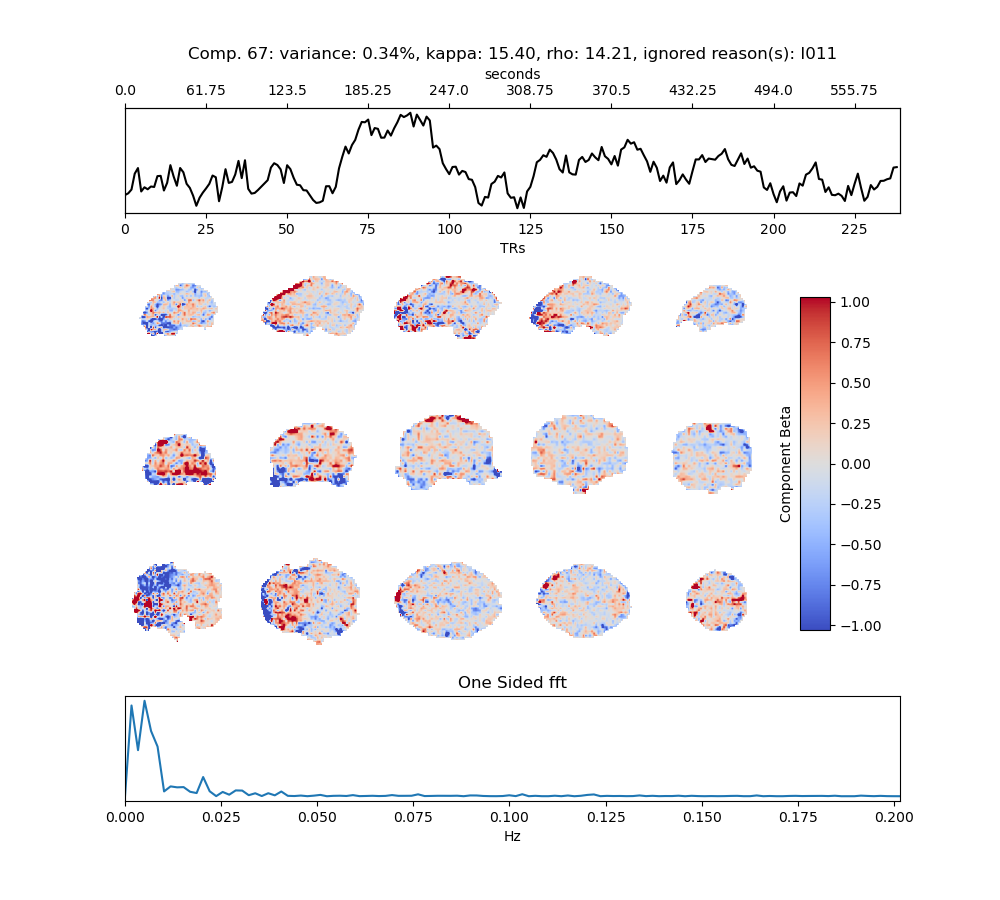 Comp. 67: variance: 0.34%, kappa: 15.40, rho: 14.21, ignored reason(s): I011
seconds
0.0 61.75 123.5 185.25 247.0 308.75 370.5 432.25 494.0 555.75
0 25 50 75 100 125 150 175 200 225
TRs
1.00
0.75
0.50
0.25
0.00
−0.25
−0.50
−0.75
−1.00
Component Beta
One Sided fft
0.000 0.025 0.050 0.075 0.100 0.125 0.150 0.175 0.200
Hz